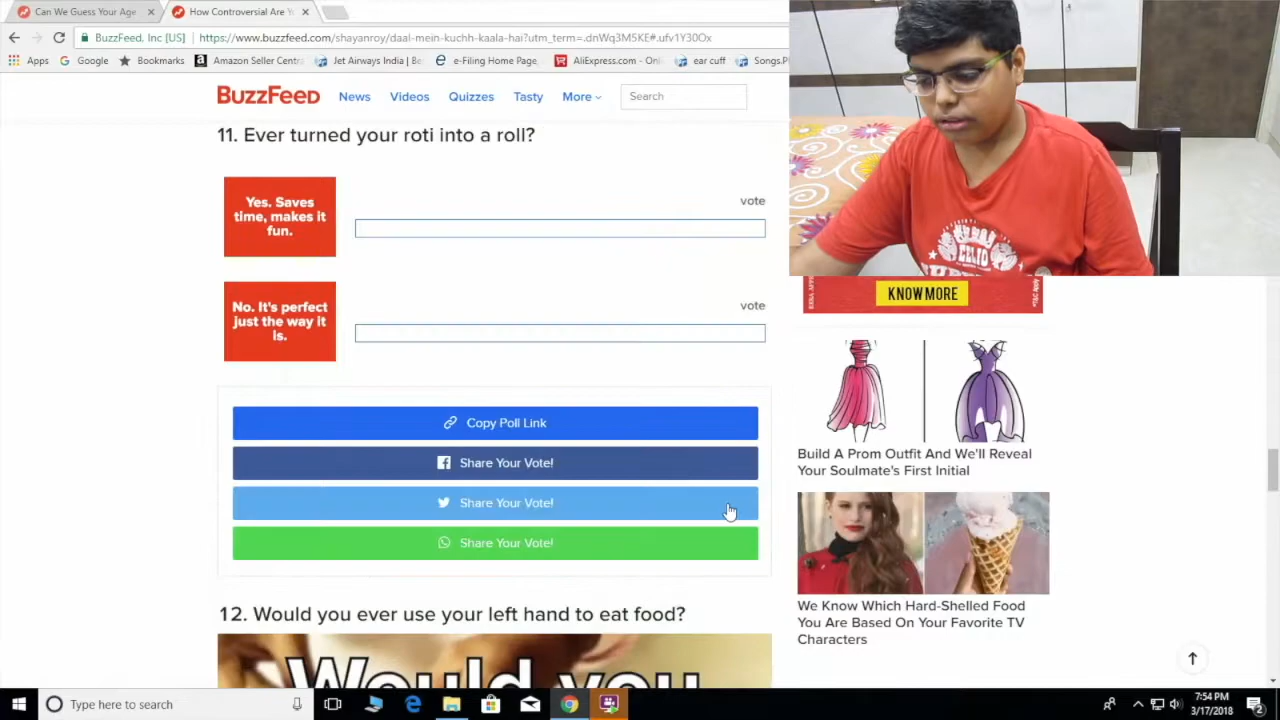 Can We Guess Your Age
How Controversial Are Y
BuzzFeed, Inc [US]
https://www.buzzfeed.com/shayanroy/daal-mein-kuchh-kaala-hai?utm_term=.dnWq3M5KE#.ufv1Y30Ox
Apps
Google
Bookmarks
Amazon Seller Centr
Jet Airways India | B
e-Filing Home Page,
AliExpress.com - Onl
ear cuff
Songs.P
BuzzFeed
News
Videos
Quizzes
Tasty
More
Search
11. Ever turned your roti into a roll?
Yes. Saves
time, makes it
fun.
vote
No. It's perfect
just the way it
is.
vote
Copy Poll Link
Share Your Vote!
Share Your Vote!
Share Your Vote!
12. Would you ever use your left hand to eat food?
Would you
CELIO
KNOW MORE
Build A Prom Outfit And We'll Reveal
Your Soulmate's First Initial
We Know Which Hard-Shelled Food
You Are Based On Your Favorite TV
Characters
Type here to search
7:54 PM
3/17/2018
2